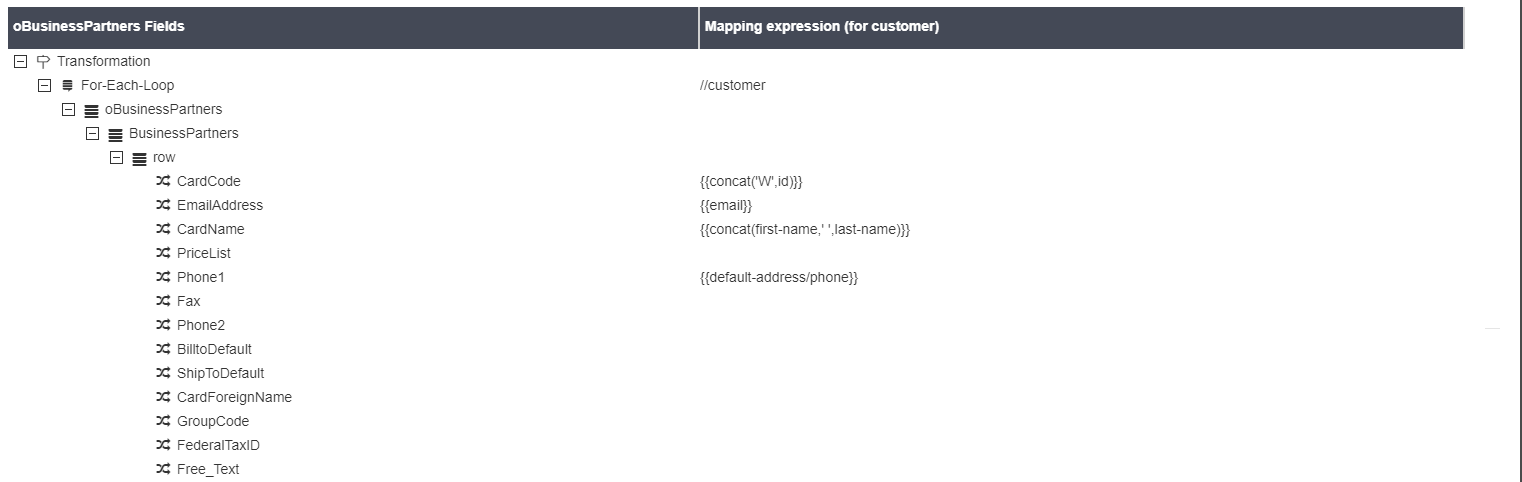 oBusinessPartners Fields Mapping expression (for customer)
Transformation
For-Each-Loop //customer
oBusinessPartners
BusinessPartners
row
CardCode {{concat('W',id)}}
EmailAddress {{email}}
CardName {{concat(first-name,' ',last-name)}}
PriceList
Phone1 {{default-address/phone}}
Fax
Phone2
BilltoDefault
ShipToDefault
CardForeignName
GroupCode
FederalTaxID
Free_Text